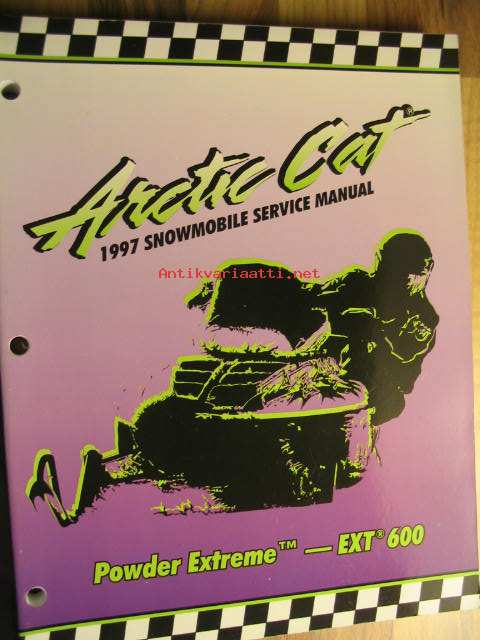 Arctic Cat®
1997 SNOWMOBILE SERVICE MANUAL
Antikvariaatti.net
Powder Extreme™ — EXT® 600